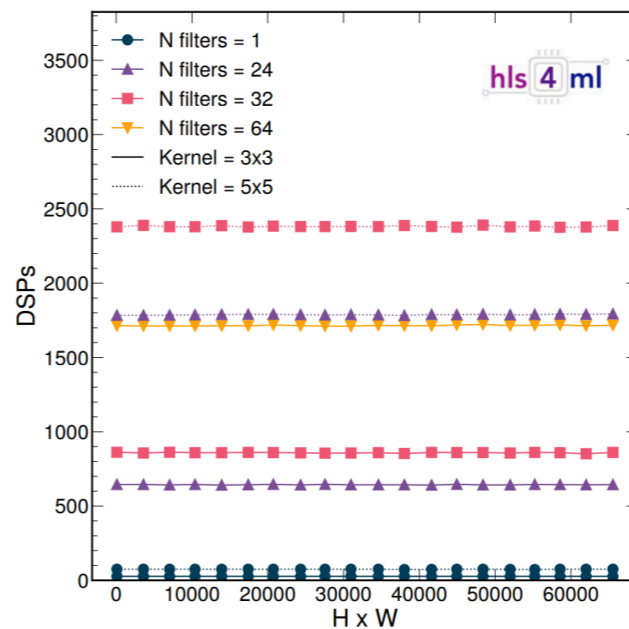 N filters = 1
N filters = 24
N filters = 32
N filters = 64
Kernel = 3x3
Kernel = 5x5
hls 4 ml
3500
3000
2500
2000
1500
1000
500
0
DSPs
0 10000 20000 30000 40000 50000 60000
H x W